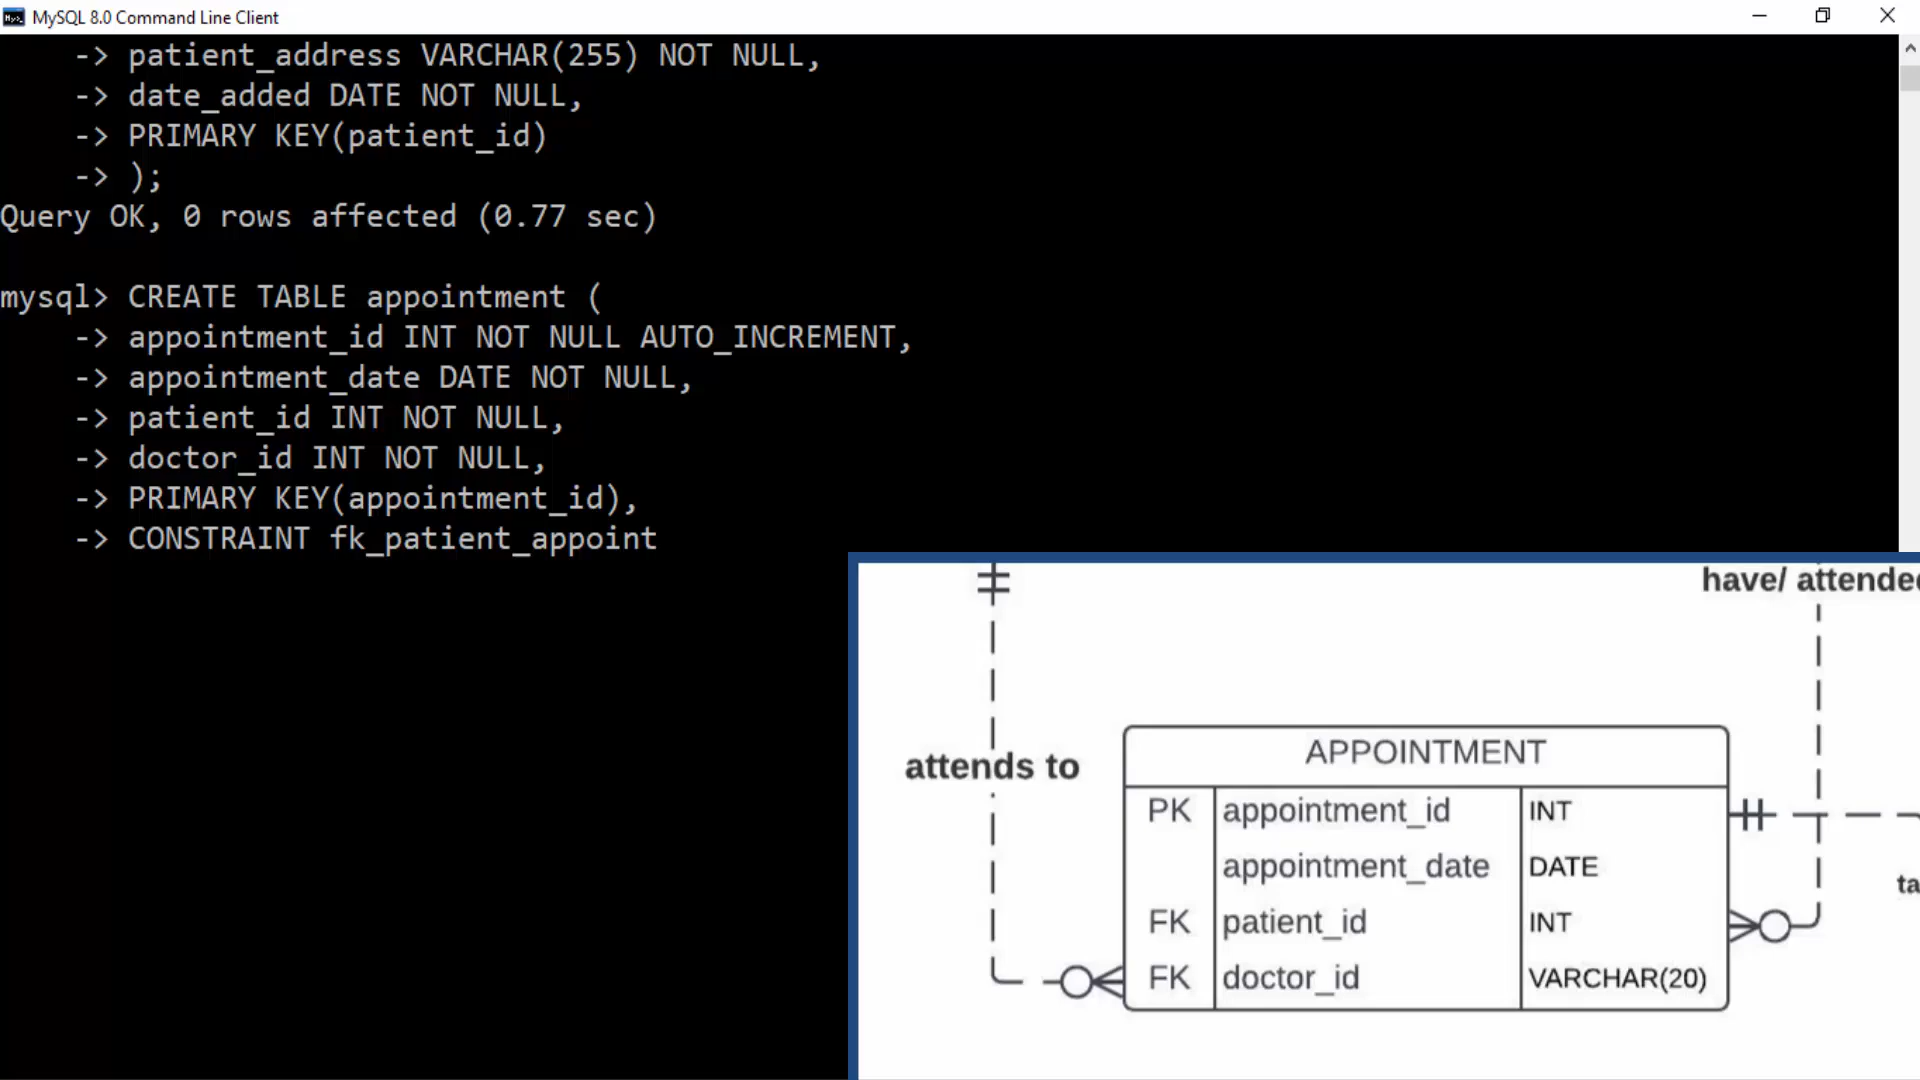 MySQL 8.0 Command Line Client
-> patient_address VARCHAR(255) NOT NULL,
-> date_added DATE NOT NULL,
-> PRIMARY KEY(patient_id)
-> );
Query OK, 0 rows affected (0.77 sec)
mysql> CREATE TABLE appointment (
-> appointment_id INT NOT NULL AUTO_INCREMENT,
-> appointment_date DATE NOT NULL,
-> patient_id INT NOT NULL,
-> doctor_id INT NOT NULL,
-> PRIMARY KEY(appointment_id),
-> CONSTRAINT fk_patient_appoint
have/ attended
attends to
APPOINTMENT
PK appointment_id INT
appointment_date DATE
FK patient_id INT
FK doctor_id VARCHAR(20)